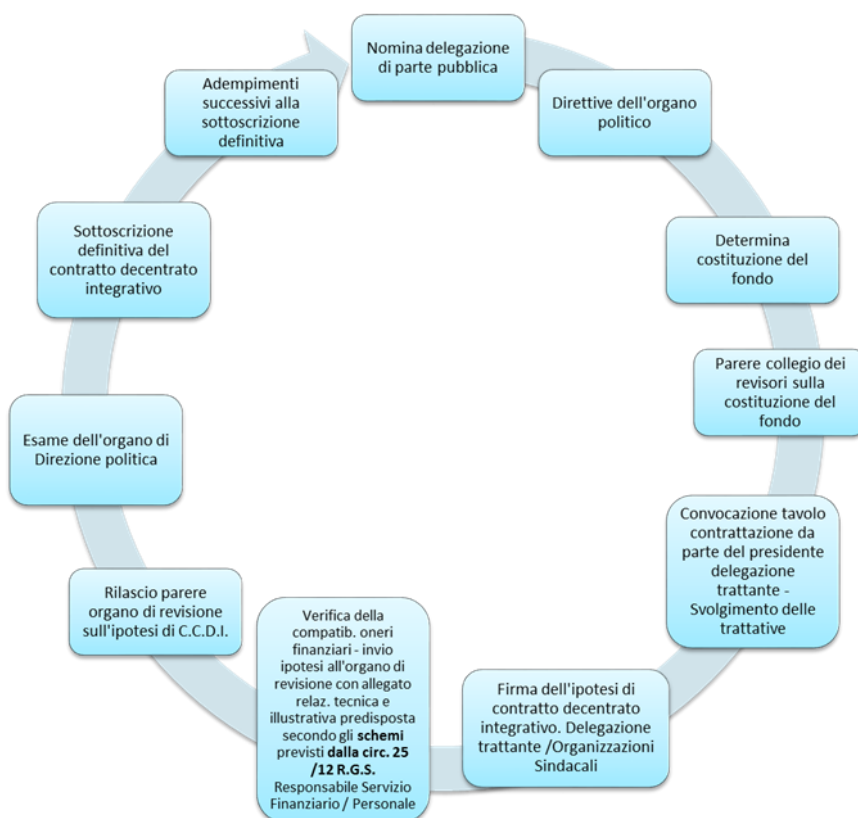 Nomina delegazione
di parte pubblica
Direttive dell'organo
politico
Determina
costituzione del
fondo
Parere collegio dei
revisori sulla
costituzione del
fondo
Convocazione tavolo
contrattazione da
parte del presidente
delegazione
trattante -
Svolgimento delle
trattative
Firma dell'ipotesi di
contratto decentrato
integrativo. Delegazione
trattante /Organizzazioni
Sindacali
Verifica della
compatib. oneri
finanziari - invio
ipotesi all'organo di
revisione con allegato
relaz. tecnica e
illustrativa predisposta
secondo gli schemi
previsti dalla circ. 25
/12 R.G.S.
Responsabile Servizio
Finanziario / Personale
Rilascio parere
organo di revisione
sull'ipotesi di C.C.D.I.
Esame dell'organo di
Direzione politica
Sottoscrizione
definitiva del
contratto decentrato
integrativo
Adempimenti
successivi alla
sottoscrizione
definitiva